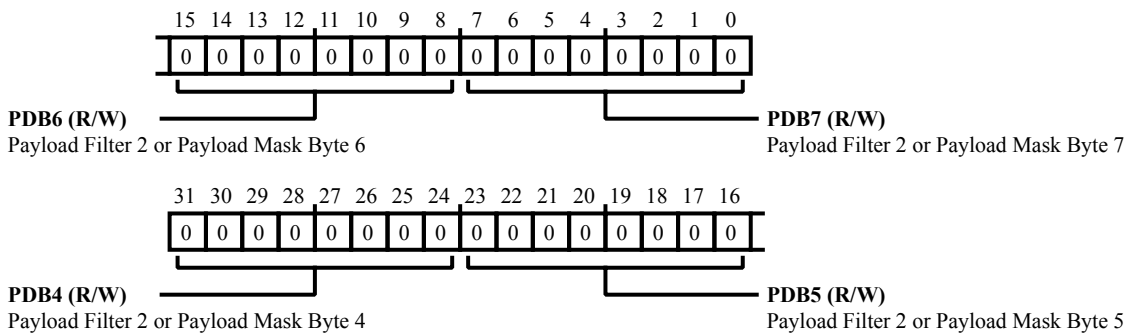 15 14 13 12 11 10 9 8 7 6 5 4 3 2 1 0
0 0 0 0 0 0 0 0 0 0 0 0 0 0 0 0
PDB6 (R/W)
Payload Filter 2 or Payload Mask Byte 6
PDB7 (R/W)
Payload Filter 2 or Payload Mask Byte 7
31 30 29 28 27 26 25 24 23 22 21 20 19 18 17 16
0 0 0 0 0 0 0 0 0 0 0 0 0 0 0 0
PDB4 (R/W)
Payload Filter 2 or Payload Mask Byte 4
PDB5 (R/W)
Payload Filter 2 or Payload Mask Byte 5